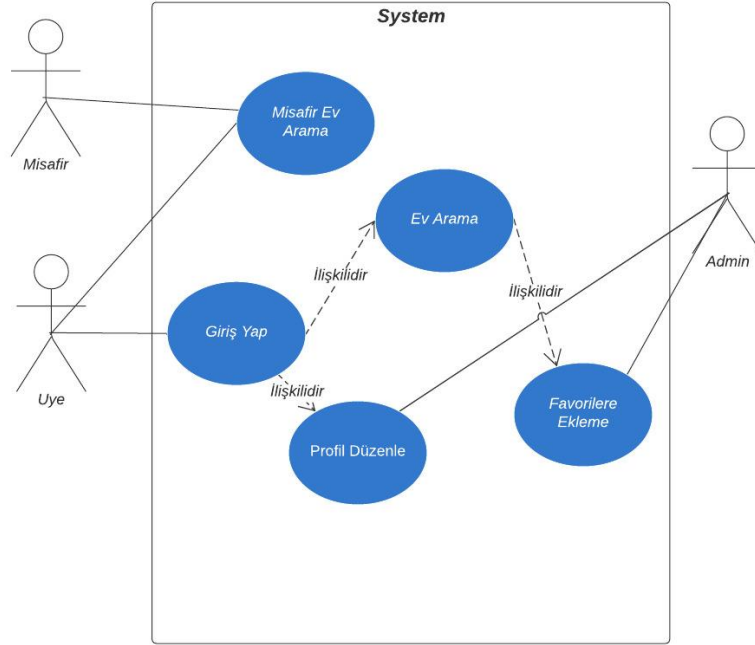 System
Misafir Ev
Arama
Misafir
Ev Arama
Admin
İlişkilidir
İlişkilidir
Giriş Yap
İlişkilidir
Uye
Favorilere
Ekleme
Profil Düzenle